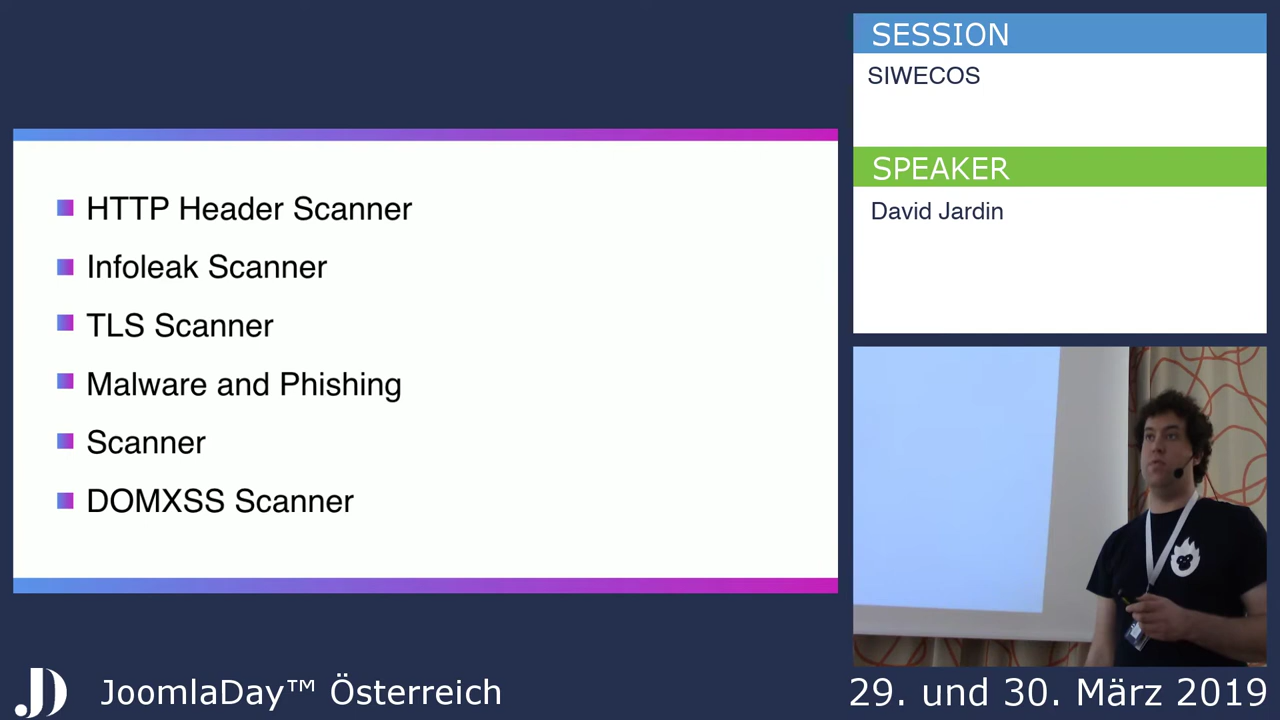 HTTP Header Scanner
Infoleak Scanner
TLS Scanner
Malware and Phishing
Scanner
DOMXSS Scanner
SESSION
SIWECOS
SPEAKER
David Jardin
JoomlaDay™ Österreich
29. und 30. März 2019